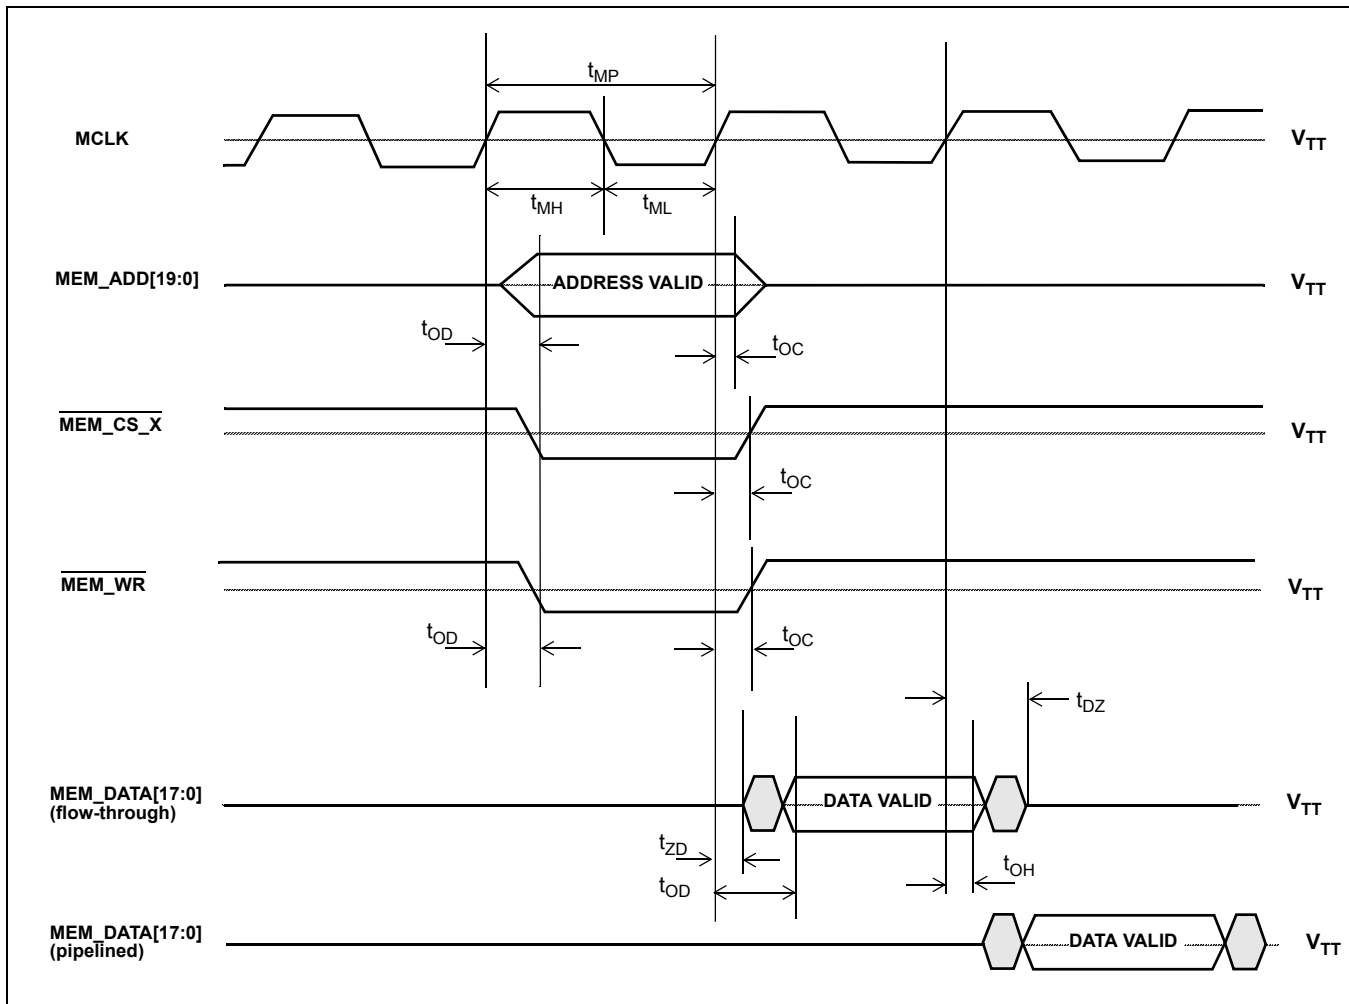 tMP
MCLK
VTT
tMH
tML
MEM_ADD[19:0]
ADDRESS VALID
VTT
tOD
tOC
MEM_CS_X
VTT
tOC
MEM_WR
VTT
tOD
tOC
tDZ
MEM_DATA[17:0]
(flow-through)
DATA VALID
VTT
tZD
tOH
tOD
MEM_DATA[17:0]
(pipelined)
DATA VALID
VTT